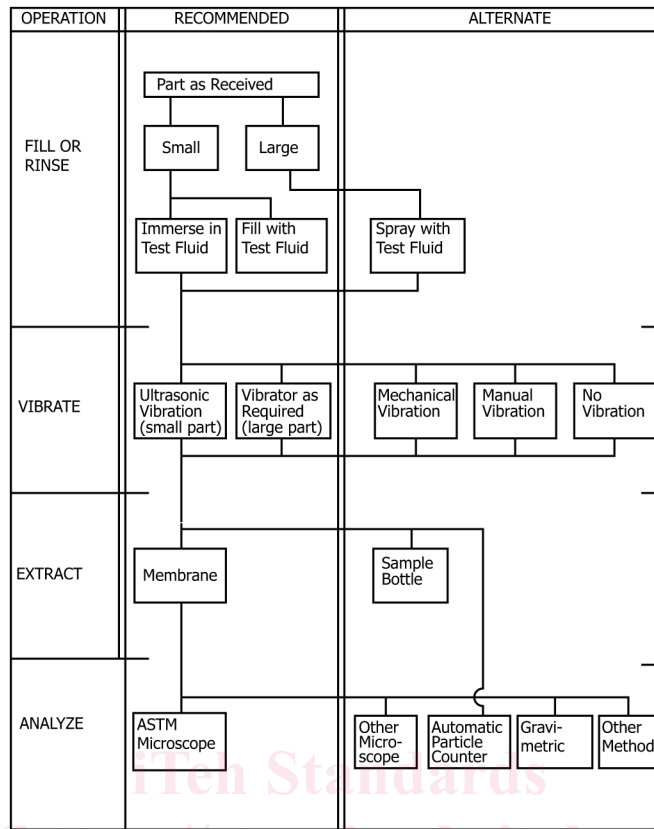 OPERATION
RECOMMENDED
ALTERNATE
FILL OR
RINSE
Part as Received
Small
Large
Immerse in
Test Fluid
Fill with
Test Fluid
Spray with
Test Fluid
VIBRATE
Ultrasonic
Vibration
(small part)
Vibrator as
Required
(large part)
Mechanical
Vibration
Manual
Vibration
No
Vibration
EXTRACT
Membrane
Sample
Bottle
ANALYZE
ASTM
Microscope
Other
Micro-
scope
Automatic
Particle
Counter
Gravi-
metric
Other
Method
iTeh Standards